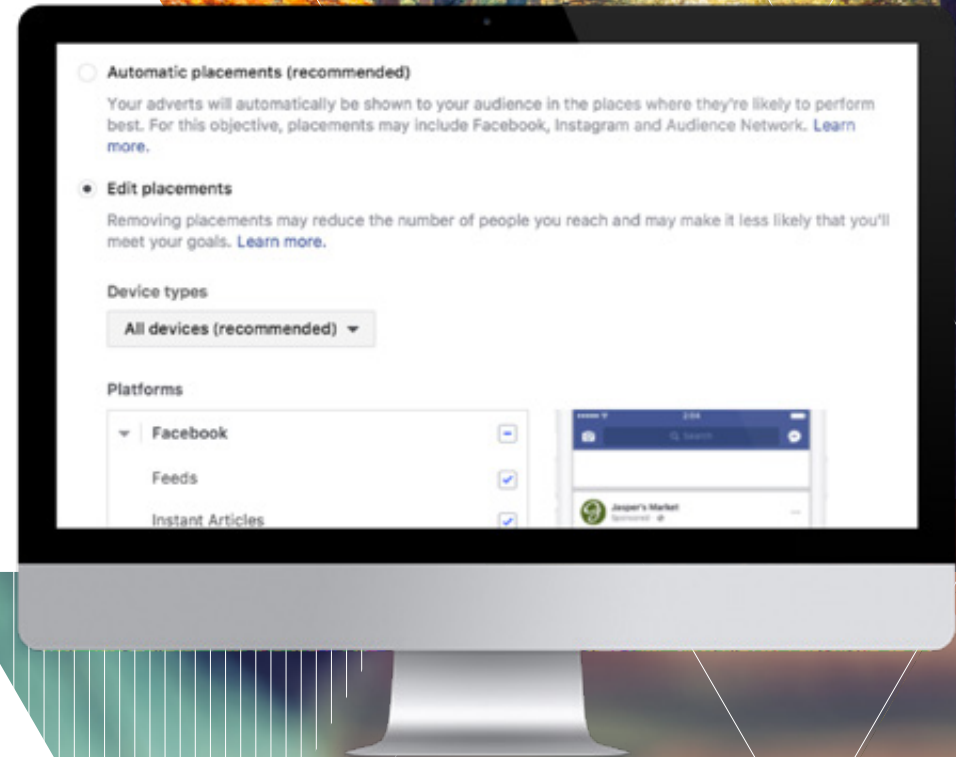 Automatic placements (recommended)
Your adverts will automatically be shown to your audience in the places where they're likely to perform
best. For this objective, placements may include Facebook, Instagram and Audience Network. Learn
more.
Edit placements
Removing placements may reduce the number of people you reach and may make it less likely that you'll
meet your goals. Learn more.
Device types
All devices (recommended)
Platforms
Facebook
Feeds
Instant Articles
2:04
Search
Jasper's Market
Sponsored